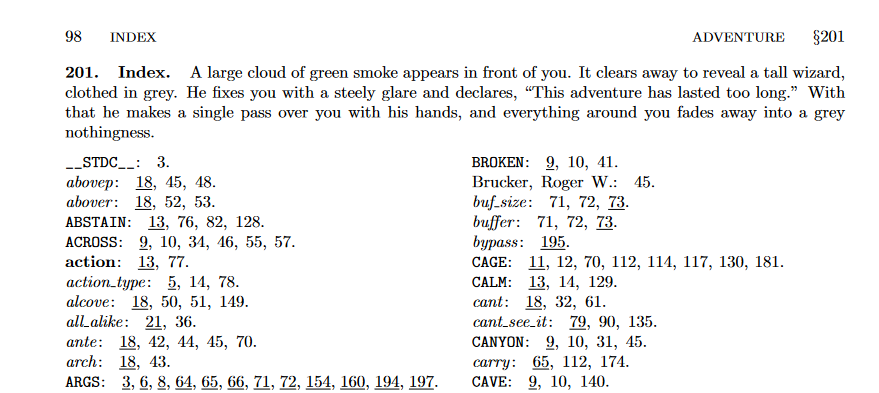 98 INDEX ADVENTURE §201
201. Index. A large cloud of green smoke appears in front of you. It clears away to reveal a tall wizard,
clothed in grey. He fixes you with a steely glare and declares, “This adventure has lasted too long.” With
that he makes a single pass over you with his hands, and everything around you fades away into a grey
nothingness.
__STDC__: 3.
abovep: 18, 45, 48.
abover: 18, 52, 53.
ABSTAIN: 13, 76, 82, 128.
ACROSS: 9, 10, 34, 46, 55, 57.
action: 13, 77.
action_type: 5, 14, 78.
alcove: 18, 50, 51, 149.
all_alike: 21, 36.
ante: 18, 42, 44, 45, 70.
arch: 18, 43.
ARGS: 3, 6, 8, 64, 65, 66, 71, 72, 154, 160, 194, 197.
BROKEN: 9, 10, 41.
Brucker, Roger W.: 45.
buf_size: 71, 72, 73.
buffer: 71, 72, 73.
bypass: 195.
CAGE: 11, 12, 70, 112, 114, 117, 130, 181.
CALM: 13, 14, 129.
cant: 18, 32, 61.
cant_see_it: 79, 90, 135.
CANYON: 9, 10, 31, 45.
carry: 65, 112, 174.
CAVE: 9, 10, 140.